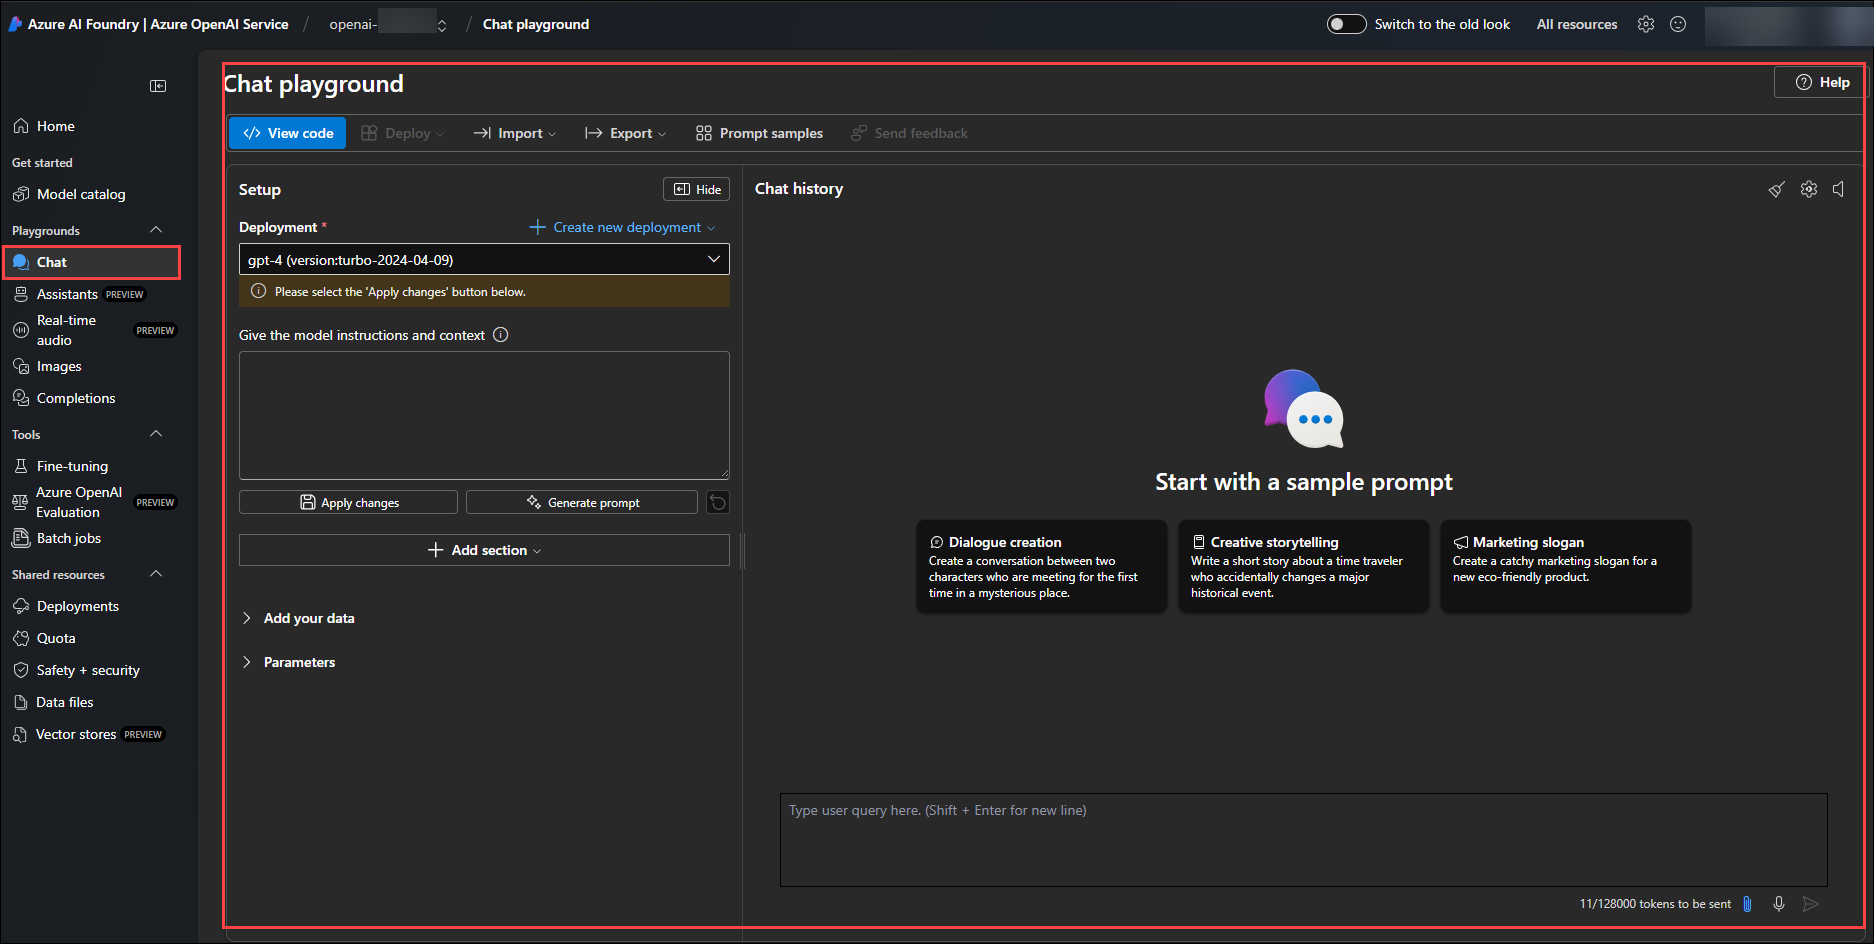 Azure AI Foundry | Azure OpenAI Service / openai- / Chat playground
Switch to the old look
All resources
Home
Get started
Model catalog
Playgrounds
Chat
Assistants PREVIEW
Real-time
audio
PREVIEW
Images
Completions
Tools
Fine-tuning
Azure OpenAI
Evaluation
PREVIEW
Batch jobs
Shared resources
Deployments
Quota
Safety + security
Data files
Vector stores PREVIEW
Chat playground
Help
View code
Deploy
Import
Export
Prompt samples
Send feedback
Setup
Hide
Deployment *
Create new deployment
gpt-4 (version:turbo-2024-04-09)
Please select the 'Apply changes' button below.
Give the model instructions and context
Apply changes
Generate prompt
Add section
Add your data
Parameters
Chat history
Start with a sample prompt
Dialogue creation
Create a conversation between two
characters who are meeting for the first
time in a mysterious place.
Creative storytelling
Write a short story about a time traveler
who accidentally changes a major
historical event.
Marketing slogan
Create a catchy marketing slogan for a
new eco-friendly product.
Type user query here. (Shift + Enter for new line)
11/128000 tokens to be sent